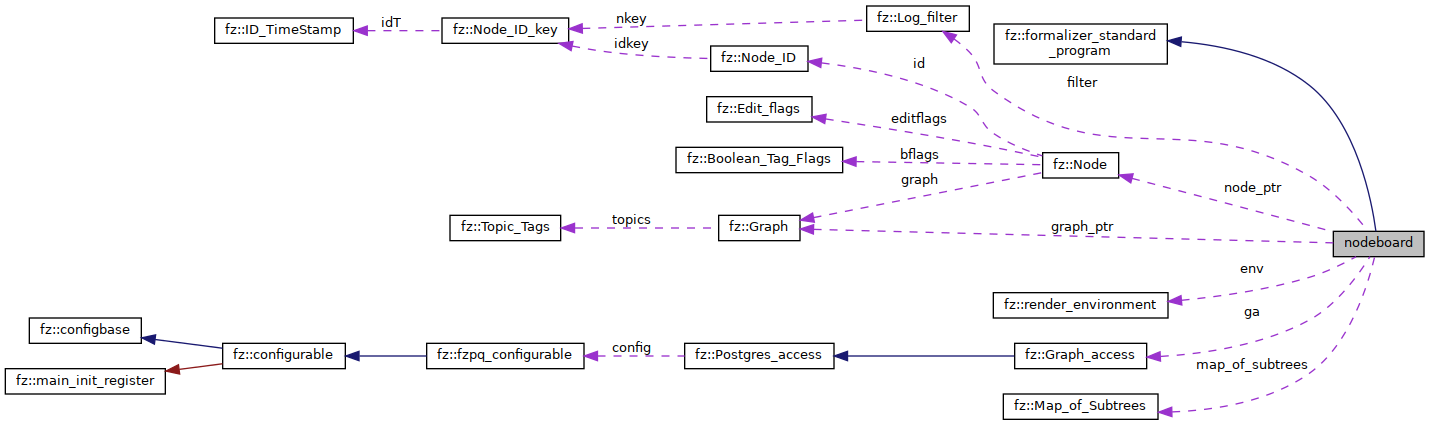 fz::Log_filter
nkey
idT
fz::ID_TimeStamp
fz::Node_ID_key
fz::formalizer_standard
_program
idkey
fz::Node_ID
id
filter
fz::Edit_flags
editflags
bflags
fz::Boolean_Tag_Flags
fz::Node
graph
node_ptr
topics
fz::Topic_Tags
fz::Graph
graph_ptr
nodeboard
env
fz::render_environment
ga
fz::configbase
config
fz::configurable
fz::fzpq_configurable
fz::Postgres_access
fz::Graph_access
map_of_subtrees
fz::main_init_register
fz::Map_of_Subtrees